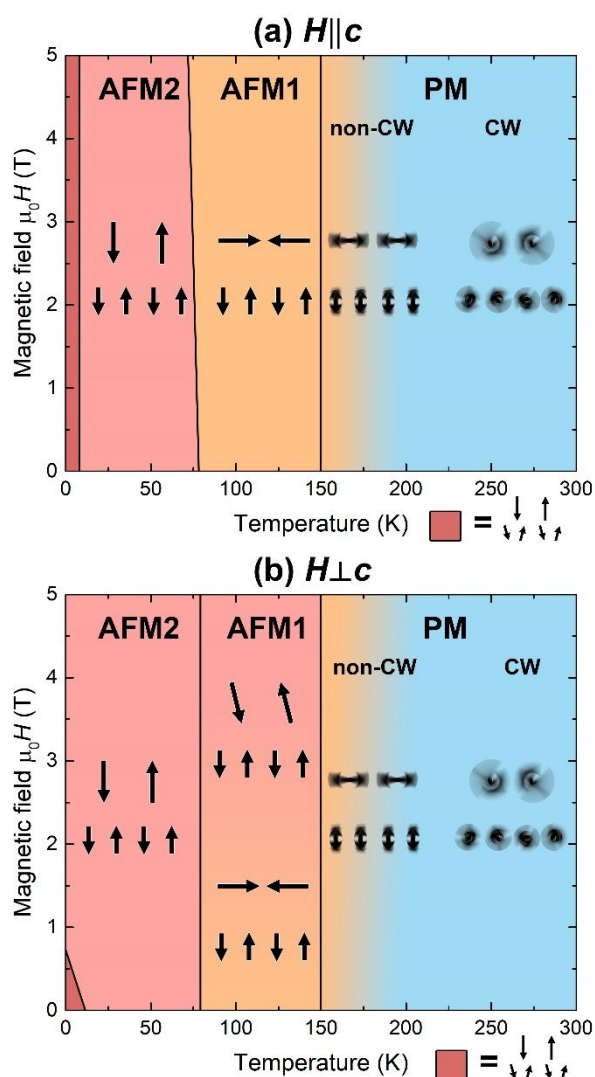 (a) H||c
5
AFM2 AFM1 PM
non-CW CW
4
3
2
1
0
Magnetic field μ₀H (T)
0 50 100 150 200 250 300
Temperature (K) =
(b) H⊥c
5
AFM2 AFM1 PM
non-CW CW
4
3
2
1
0
Magnetic field μ₀H (T)
0 50 100 150 200 250 300
Temperature (K) =